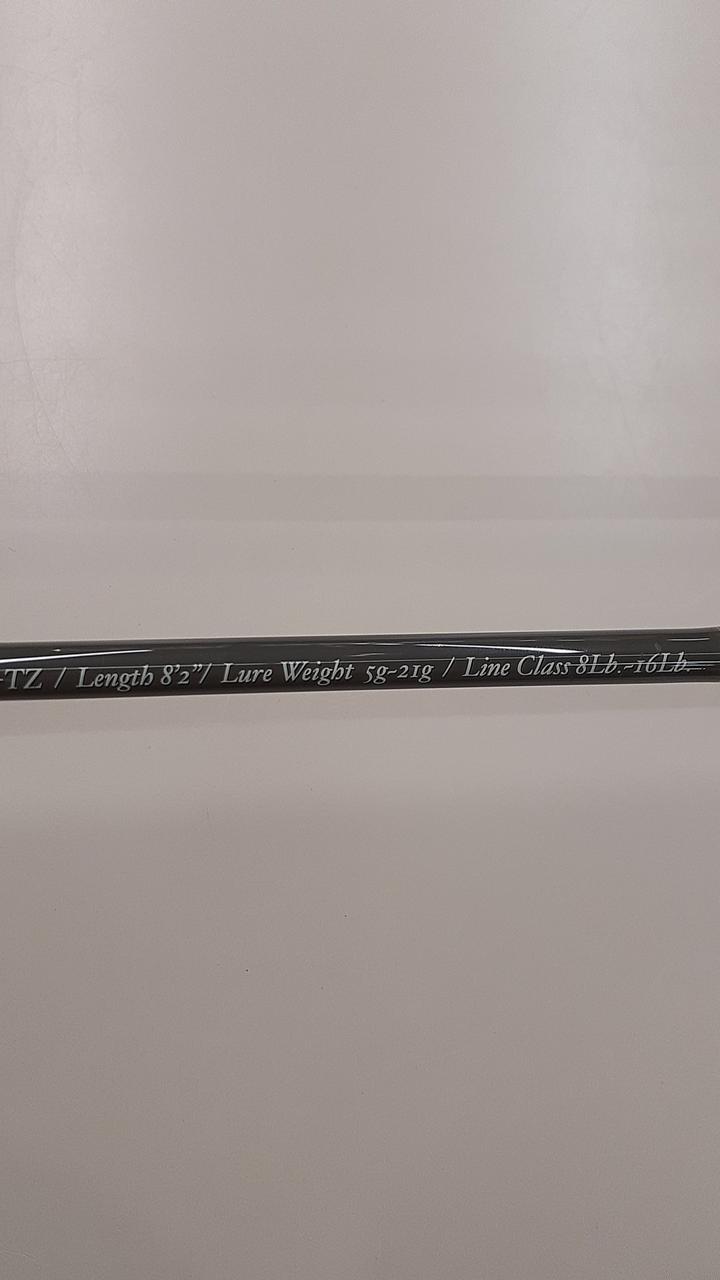 -TZ / Length 8'2"/ Lure Weight 5g~21g / Line Class 8Lb.~16Lb.